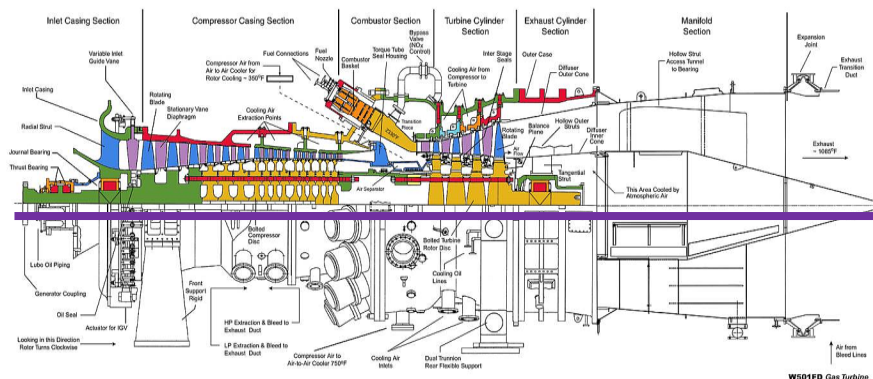 Inlet Casing Section
Compressor Casing Section
Combustor Section
Turbine Cylinder
Section
Exhaust Cylinder
Section
Manifold
Section
Variable Inlet
Guide Vane
Inlet Casing
Radial Strut
Journal Bearing
Thrust Bearing
Rotating
Blade
Stationary Vane
Diaphragm
Fuel Connections
Compressor Air from
Air to Air Cooler for
Rotor Cooling ~ 350°F
Cooling Air
Extraction Points
Fuel
Nozzle
Combustor
Basket
Torque Tube
Seal Housing
Bypass
Valve (NOx
Control)
Transition
Piece
Air Separator
Cooling Air from
Compressor to
Turbine
Inter Stage
Seals
Rotating
Blade
Air
Flow
Outer Case
Diffuser
Outer Cone
Balance
Plane
Hollow Outer
Struts
Diffuser
Inner
Cone
Tangential
Strut
Hollow Strut
Access Tunnel
to Bearing
Expansion
Joint
Exhaust
Transition
Duct
Exhaust
~ 1085°F
This Area Cooled by
Atmospheric Air
Lube Oil Piping
Generator Coupling
Oil Seal
Actuator for IGV
Looking in this Direction
Rotor Turns Clockwise
Front
Support
Rigid
Bolted
Compressor
Disc
HP Extraction & Bleed to
Exhaust Duct
LP Extraction & Bleed to
Exhaust Duct
Compressor Air to
Air-to-Air Cooler 750°F
Cooling Air
Inlets
Bolted Turbine
Rotor Disc
Cooling Oil
Lines
Dual Trunnion
Rear Flexible Support
Air from
Bleed Lines
W501FD Gas Turbine